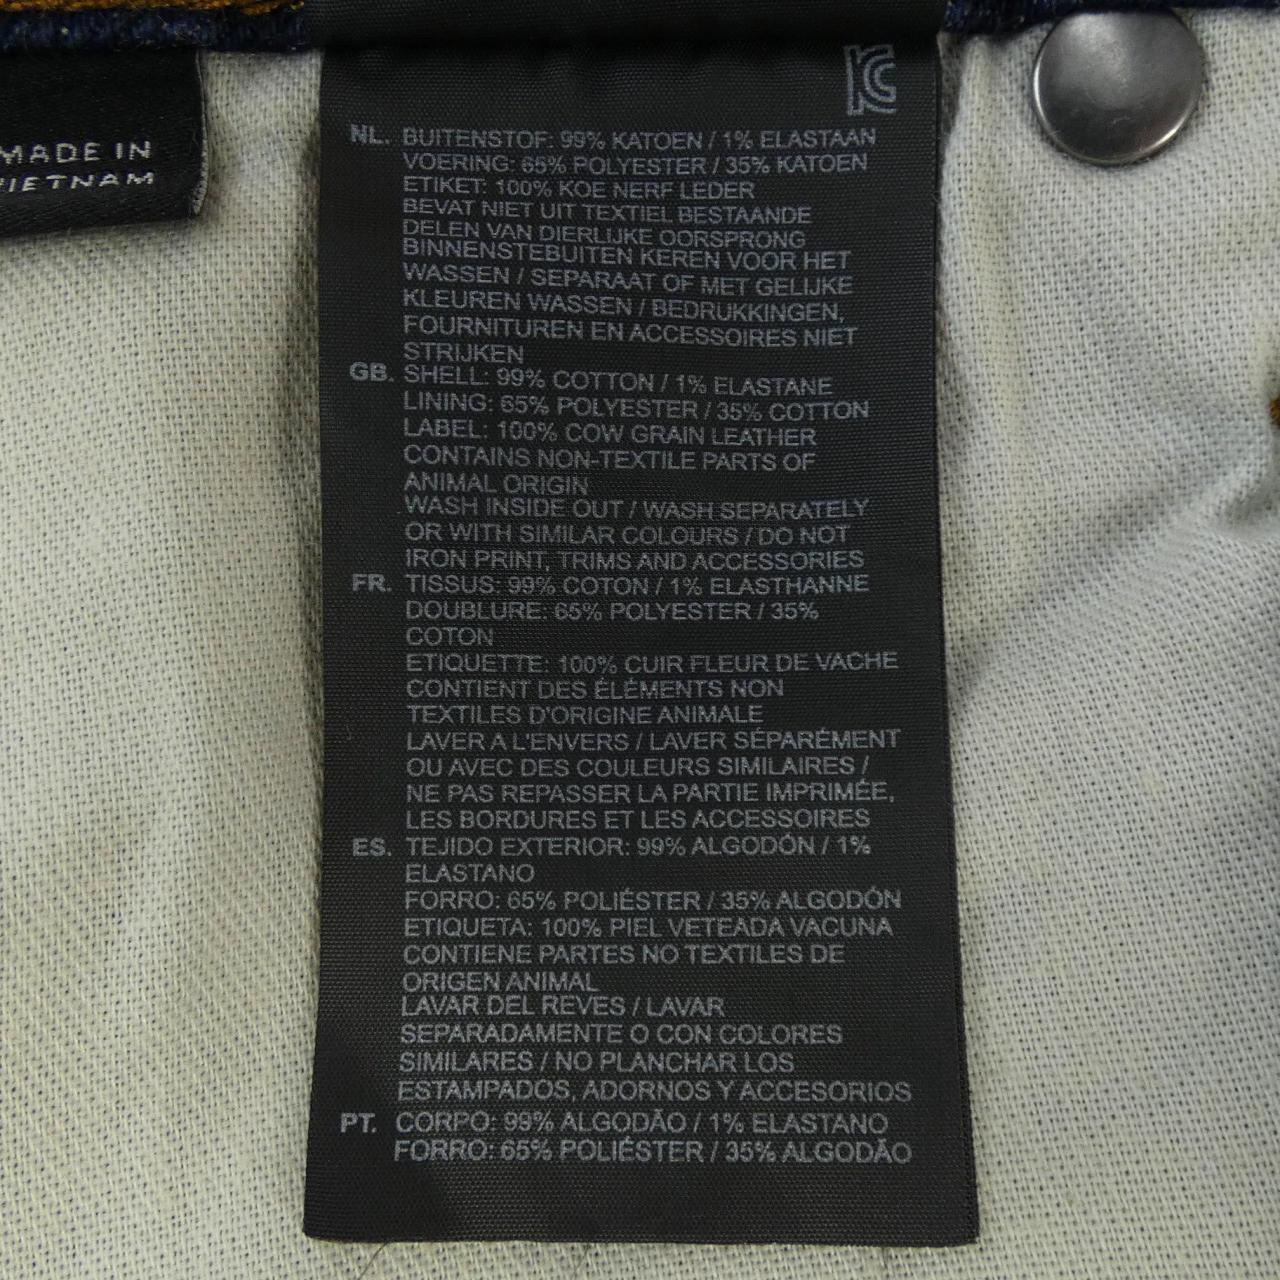 MADE IN
VIETNAM
NL. BUITENSTOF: 99% KATOEN / 1% ELASTAAN
VOERING: 65% POLYESTER / 35% KATOEN
ETIKET: 100% KOE NERF LEDER
BEVAT NIET UIT TEXTIEL BESTAANDE
DELEN VAN DIERLIJKE OORSPRONG
BINNENSTEBUITEN KEREN VOOR HET
WASSEN / SEPARAAT OF MET GELIJKE
KLEUREN WASSEN / BEDRUKKINGEN,
FOURNITUREN EN ACCESSOIRES NIET
STRIJKEN
GB. SHELL: 99% COTTON / 1% ELASTANE
LINING: 65% POLYESTER / 35% COTTON
LABEL: 100% COW GRAIN LEATHER
CONTAINS NON-TEXTILE PARTS OF
ANIMAL ORIGIN
WASH INSIDE OUT / WASH SEPARATELY
OR WITH SIMILAR COLOURS / DO NOT
IRON PRINT, TRIMS AND ACCESSORIES
FR. TISSUS: 99% COTON / 1% ELASTHANNE
DOUBLURE: 65% POLYESTER / 35%
COTON
ETIQUETTE: 100% CUIR FLEUR DE VACHE
CONTIENT DES ÉLÉMENTS NON
TEXTILES D'ORIGINE ANIMALE
LAVER A L'ENVERS / LAVER SÉPARÉMENT
OU AVEC DES COULEURS SIMILAIRES /
NE PAS REPASSER LA PARTIE IMPRIMÉE,
LES BORDURES ET LES ACCESSOIRES
ES. TEJIDO EXTERIOR: 99% ALGODÓN / 1%
ELASTANO
FORRO: 65% POLIÉSTER / 35% ALGODÓN
ETIQUETA: 100% PIEL VETEADA VACUNA
CONTIENE PARTES NO TEXTILES DE
ORIGEN ANIMAL
LAVAR DEL REVES / LAVAR
SEPARADAMENTE O CON COLORES
SIMILARES / NO PLANCHAR LOS
ESTAMPADOS, ADORNOS Y ACCESORIOS
PT. CORPO: 99% ALGODÃO / 1% ELASTANO
FORRO: 65% POLIÉSTER / 35% ALGODÃO